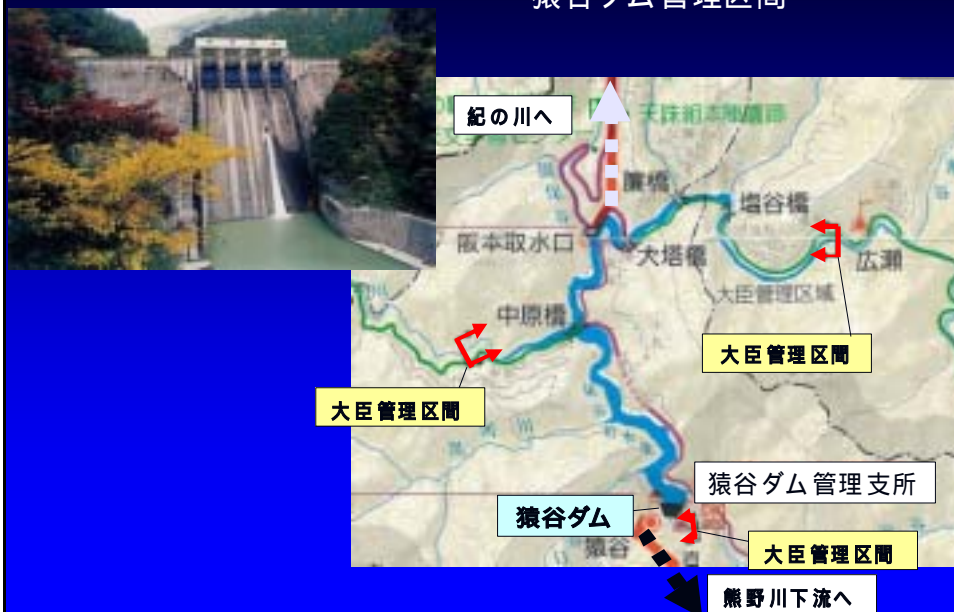 猿谷ダム管理区間
紀の川へ
天誅組本陣跡
簾橋
塩谷橋
阪本取水口
大塔橋
広瀬
大臣管理区域
中原橋
大臣管理区間
大臣管理区間
猿谷ダム管理支所
猿谷ダム
猿谷
大臣管理区間
熊野川下流へ